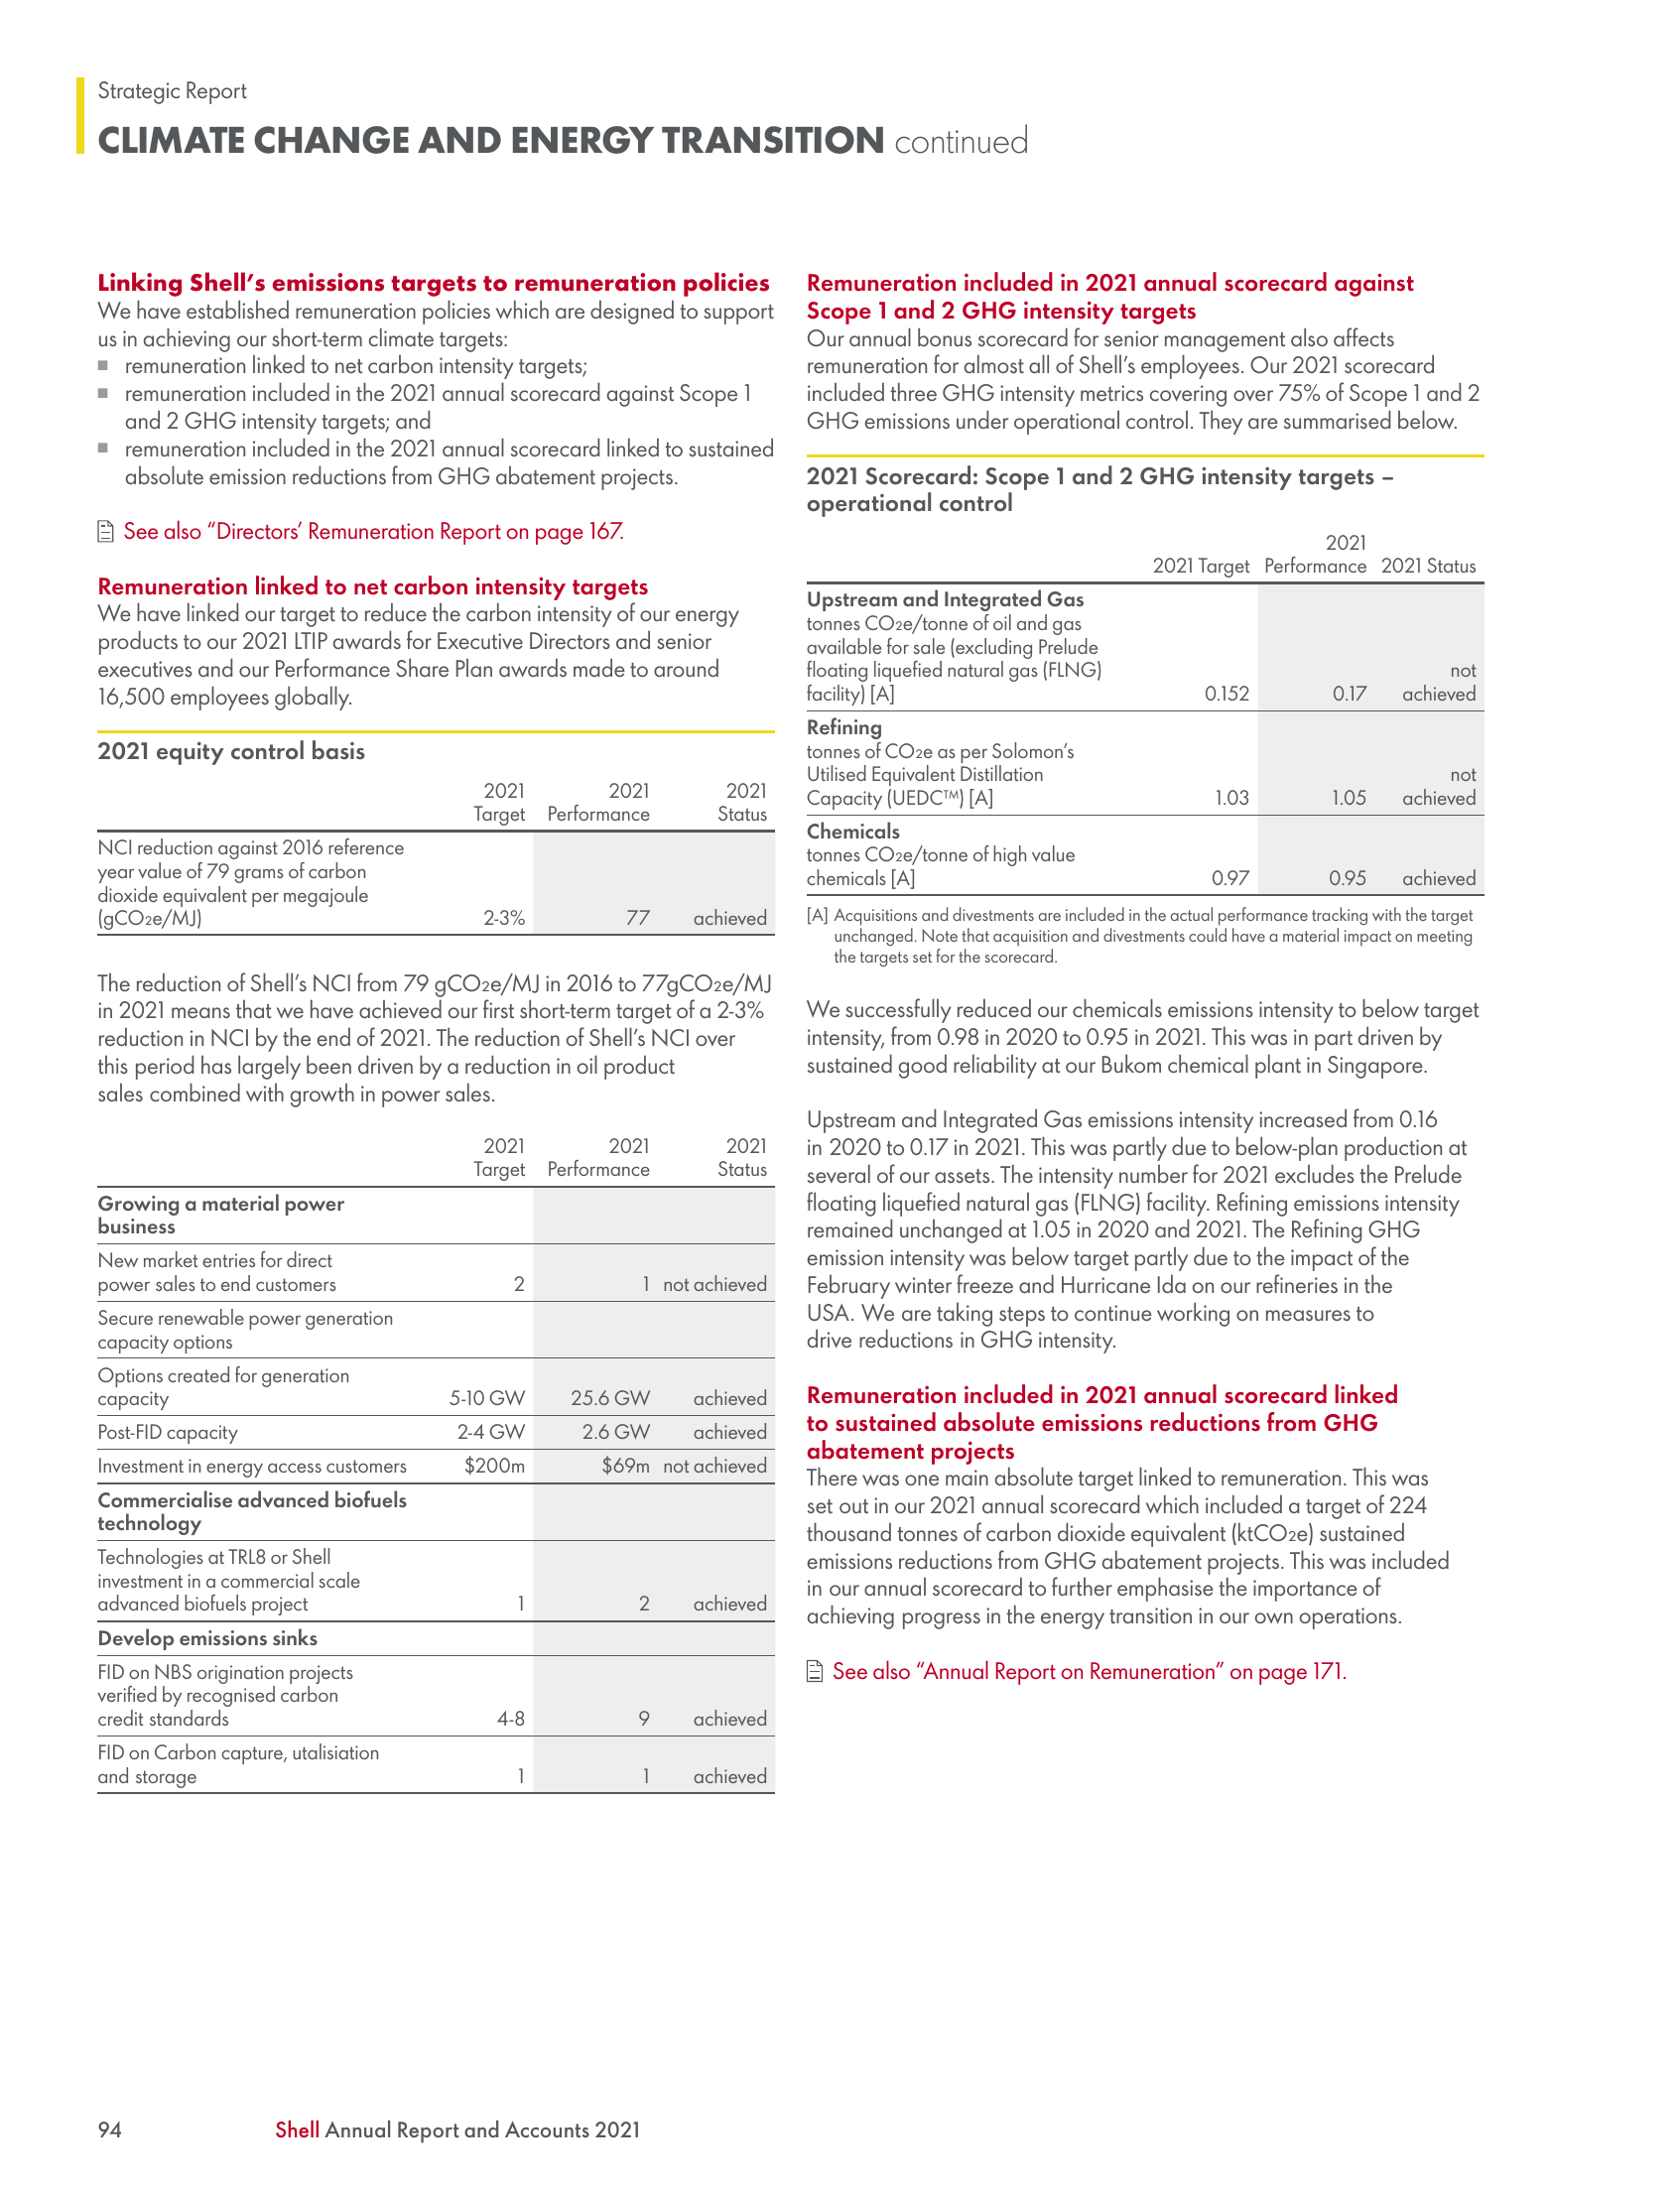 Strategic Report
CLIMATE CHANGE AND ENERGY TRANSITION continued
Linking Shell's emissions targets to remuneration policies
We have established remuneration policies which are designed to support
us in achieving our short-term climate targets:
■ remuneration linked to net carbon intensity targets;
■ remuneration included in the 2021 annual scorecard against Scope 1
and 2 GHG intensity targets; and
■ remuneration included in the 2021 annual scorecard linked to sustained
absolute emission reductions from GHG abatement projects.
See also "Directors' Remuneration Report on page 167.
Remuneration linked to net carbon intensity targets
We have linked our target to reduce the carbon intensity of our energy
products to our 2021 LTIP awards for Executive Directors and senior
executives and our Performance Share Plan awards made to around
16,500 employees globally.
2021 equity control basis
2021 2021 2021
Target Performance Status
NCI reduction against 2016 reference
year value of 79 grams of carbon
dioxide equivalent per megajoule
(gCO2e/MJ) 2-3% 77 achieved
The reduction of Shell's NCI from 79 gCO2e/MJ in 2016 to 77gCO2e/MJ
in 2021 means that we have achieved our first short-term target of a 2-3%
reduction in NCI by the end of 2021. The reduction of Shell's NCI over
this period has largely been driven by a reduction in oil product
sales combined with growth in power sales.
2021 2021 2021
Target Performance Status
Growing a material power
business
New market entries for direct
power sales to end customers 2 1 not achieved
Secure renewable power generation
capacity options
Options created for generation
capacity 5-10 GW 25.6 GW achieved
Post-FID capacity 2-4 GW 2.6 GW achieved
Investment in energy access customers $200m $69m not achieved
Commercialise advanced biofuels
technology
Technologies at TRL8 or Shell
investment in a commercial scale
advanced biofuels project 1 2 achieved
Develop emissions sinks
FID on NBS origination projects
verified by recognised carbon
credit standards 4-8 9 achieved
FID on Carbon capture, utalisiation
and storage 1 1 achieved
Remuneration included in 2021 annual scorecard against
Scope 1 and 2 GHG intensity targets
Our annual bonus scorecard for senior management also affects
remuneration for almost all of Shell's employees. Our 2021 scorecard
included three GHG intensity metrics covering over 75% of Scope 1 and 2
GHG emissions under operational control. They are summarised below.
2021 Scorecard: Scope 1 and 2 GHG intensity targets –
operational control
2021
2021 Target Performance 2021 Status
Upstream and Integrated Gas
tonnes CO2e/tonne of oil and gas
available for sale (excluding Prelude
floating liquefied natural gas (FLNG) not
facility) [A] 0.152 0.17 achieved
Refining
tonnes of CO2e as per Solomon's
Utilised Equivalent Distillation not
Capacity (UEDC™) [A] 1.03 1.05 achieved
Chemicals
tonnes CO2e/tonne of high value
chemicals [A] 0.97 0.95 achieved
[A] Acquisitions and divestments are included in the actual performance tracking with the target
unchanged. Note that acquisition and divestments could have a material impact on meeting
the targets set for the scorecard.
We successfully reduced our chemicals emissions intensity to below target
intensity, from 0.98 in 2020 to 0.95 in 2021. This was in part driven by
sustained good reliability at our Bukom chemical plant in Singapore.
Upstream and Integrated Gas emissions intensity increased from 0.16
in 2020 to 0.17 in 2021. This was partly due to below-plan production at
several of our assets. The intensity number for 2021 excludes the Prelude
floating liquefied natural gas (FLNG) facility. Refining emissions intensity
remained unchanged at 1.05 in 2020 and 2021. The Refining GHG
emission intensity was below target partly due to the impact of the
February winter freeze and Hurricane Ida on our refineries in the
USA. We are taking steps to continue working on measures to
drive reductions in GHG intensity.
Remuneration included in 2021 annual scorecard linked
to sustained absolute emissions reductions from GHG
abatement projects
There was one main absolute target linked to remuneration. This was
set out in our 2021 annual scorecard which included a target of 224
thousand tonnes of carbon dioxide equivalent (ktCO2e) sustained
emissions reductions from GHG abatement projects. This was included
in our annual scorecard to further emphasise the importance of
achieving progress in the energy transition in our own operations.
See also "Annual Report on Remuneration" on page 171.
94 Shell Annual Report and Accounts 2021